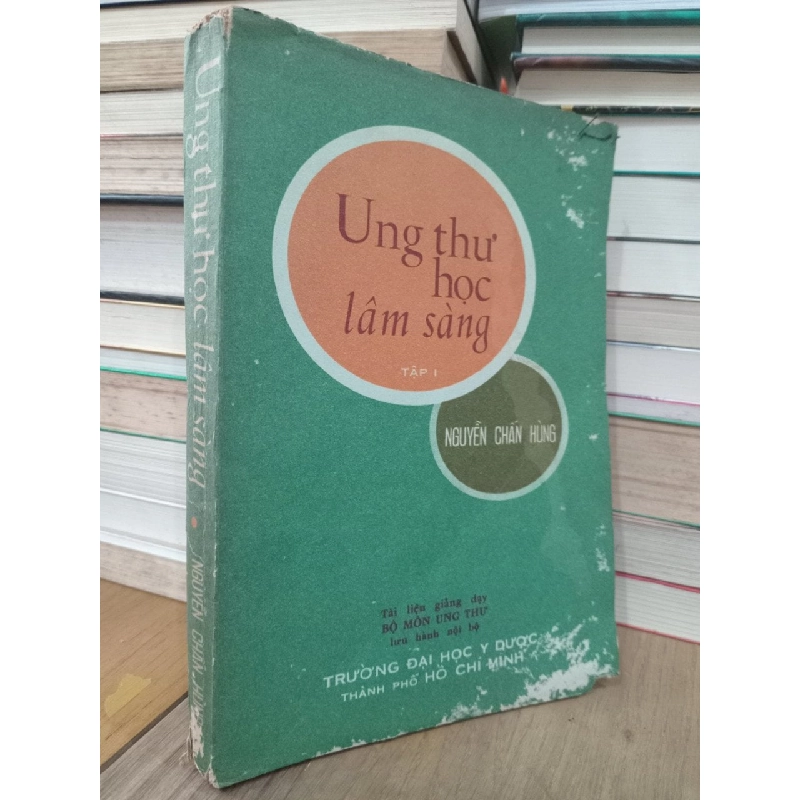 Ung thư học lâm sàng • NGUYỄN CHẤN HÙNG
Ung thư
học
lâm sàng
TẬP I
NGUYỄN CHẤN HÙNG
Tài liệu giảng dạy
BỘ MÔN UNG THƯ
lưu hành nội bộ
TRƯỜNG ĐẠI HỌC Y DƯỢC
THÀNH PHỐ HỒ CHÍ MINH